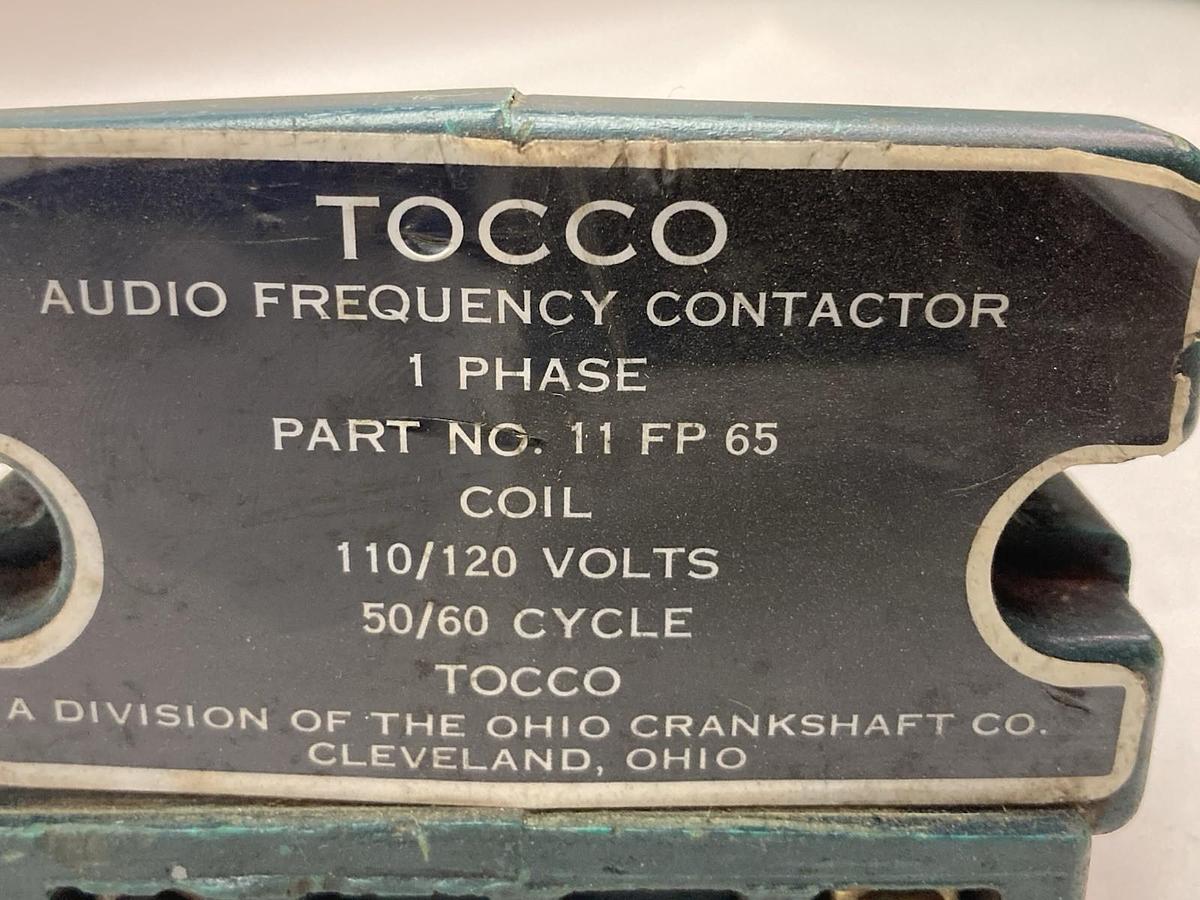 TOCCO
AUDIO FREQUENCY CONTACTOR
1 PHASE
PART NO. 11 FP 65
COIL
110/120 VOLTS
50/60 CYCLE
TOCCO
A DIVISION OF THE OHIO CRANKSHAFT CO.
CLEVELAND, OHIO